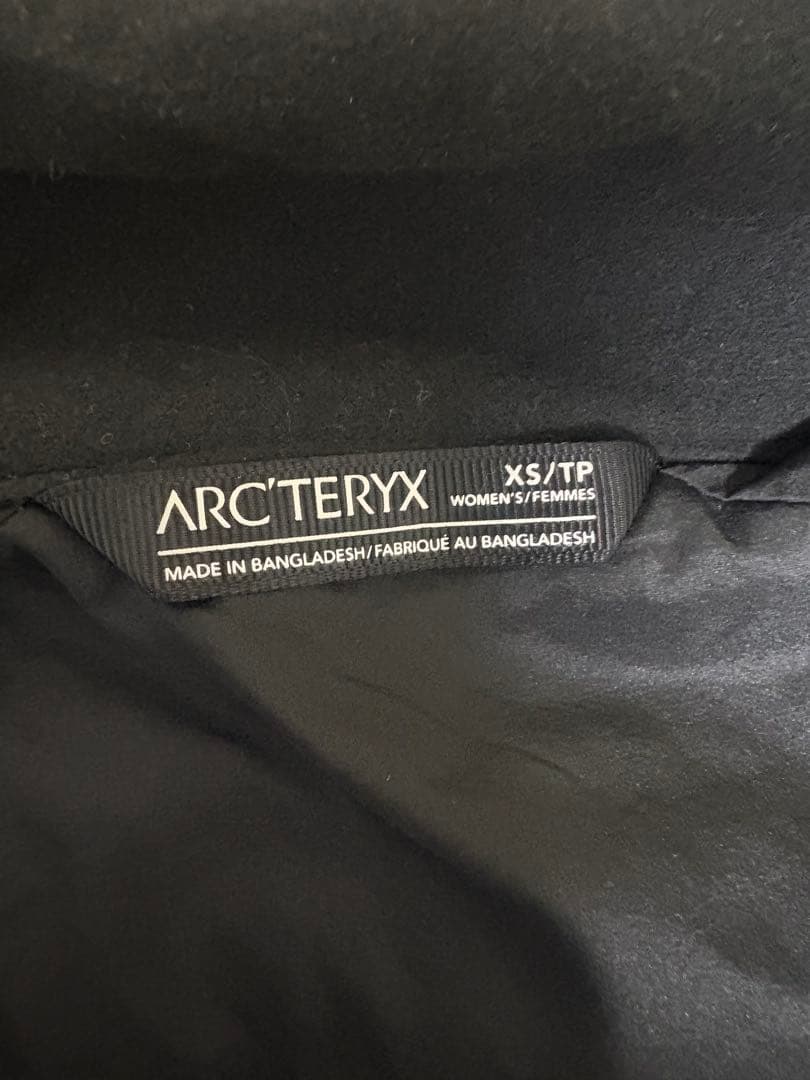 ARC'TERYX
XS/TP
WOMEN'S/FEMMES
MADE IN BANGLADESH/FABRIQUÉ AU BANGLADESH